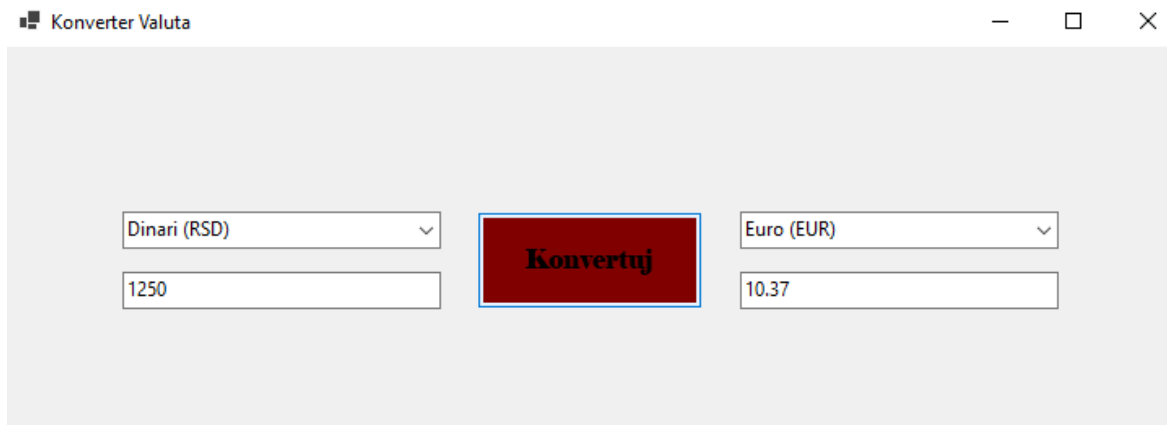 Konverter Valuta
Dinari (RSD)
1250
Konvertuj
Euro (EUR)
10.37